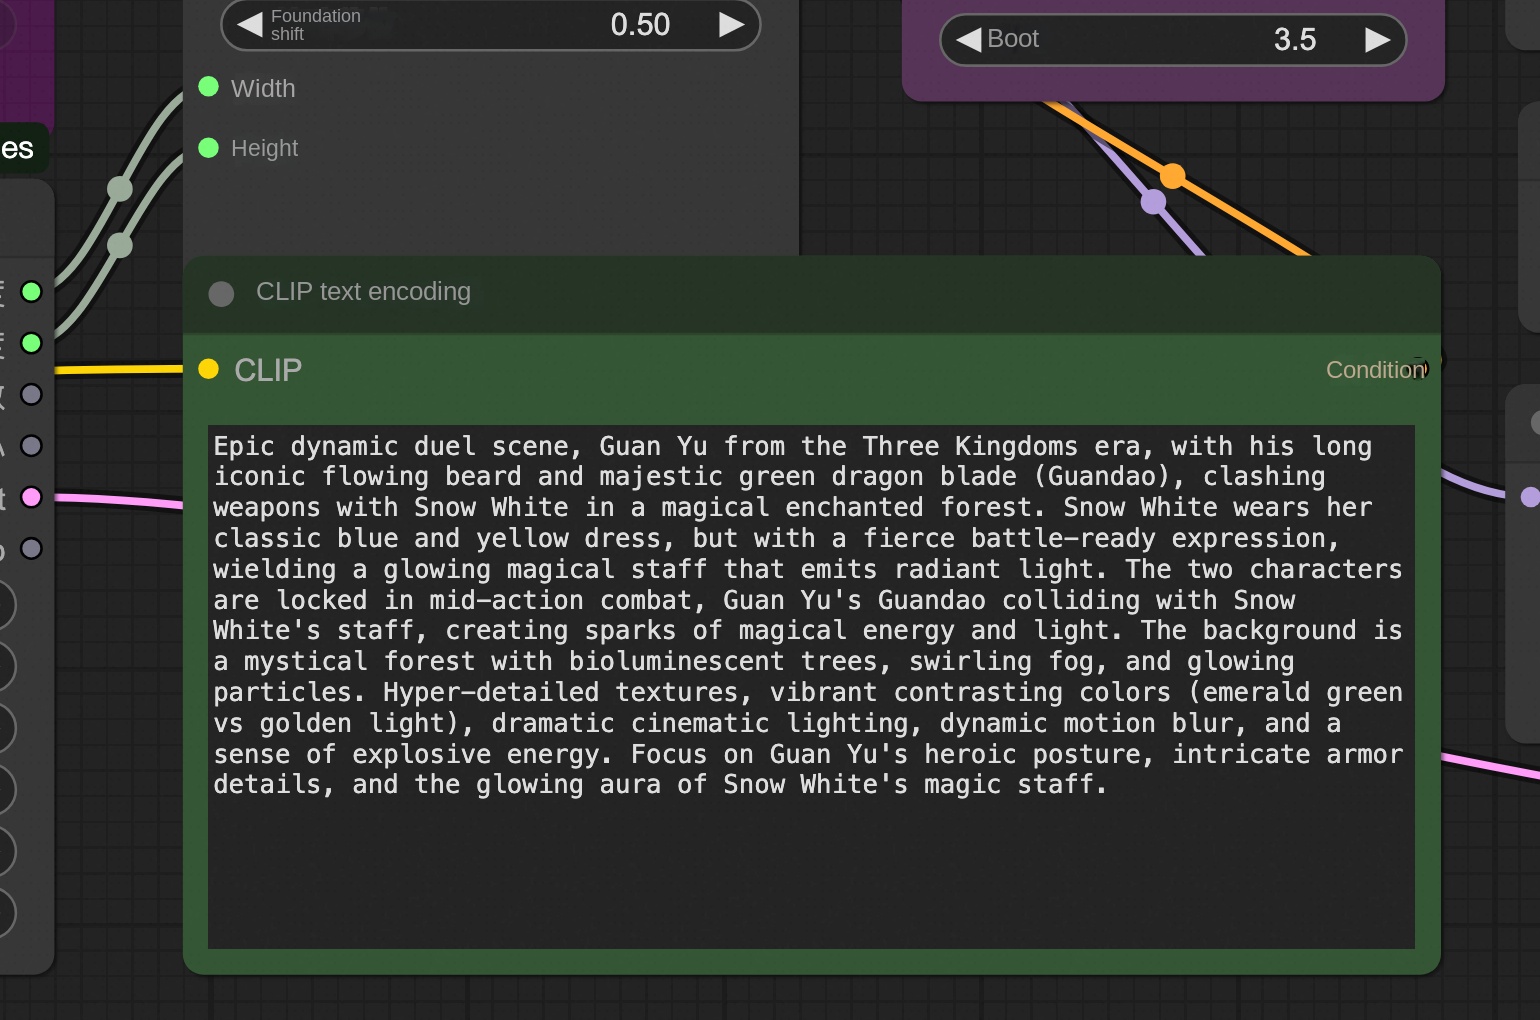 Foundation
shift
0.50
Boot
3.5
Width
Height
es
CLIP text encoding
CLIP
Condition
Epic dynamic duel scene, Guan Yu from the Three Kingdoms era, with his long
iconic flowing beard and majestic green dragon blade (Guandao), clashing
weapons with Snow White in a magical enchanted forest. Snow White wears her
classic blue and yellow dress, but with a fierce battle-ready expression,
wielding a glowing magical staff that emits radiant light. The two characters
are locked in mid-action combat, Guan Yu's Guandao colliding with Snow
White's staff, creating sparks of magical energy and light. The background is
a mystical forest with bioluminescent trees, swirling fog, and glowing
particles. Hyper-detailed textures, vibrant contrasting colors (emerald green
vs golden light), dramatic cinematic lighting, dynamic motion blur, and a
sense of explosive energy. Focus on Guan Yu's heroic posture, intricate armor
details, and the glowing aura of Snow White's magic staff.